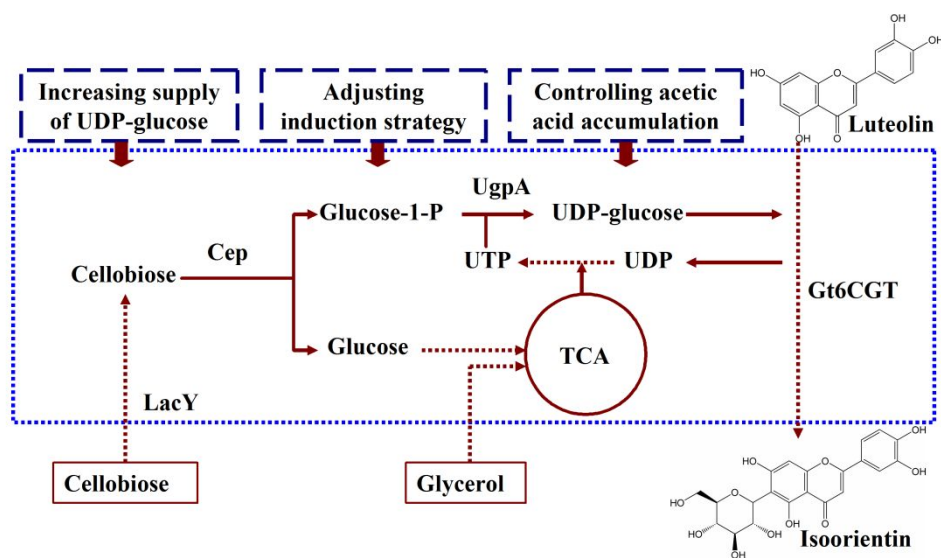 Increasing supply
of UDP-glucose
Adjusting
induction strategy
Controlling acetic
acid accumulation
OH
OH
HO
O
OH
O
Luteolin
UgpA
Glucose-1-P
UDP-glucose
Cep
Cellobiose
UTP
UDP
Gt6CGT
Glucose
TCA
LacY
Cellobiose
Glycerol
OH
OH
HO
O
HO
O
HO
OH
O
OH
OH
Isoorientin